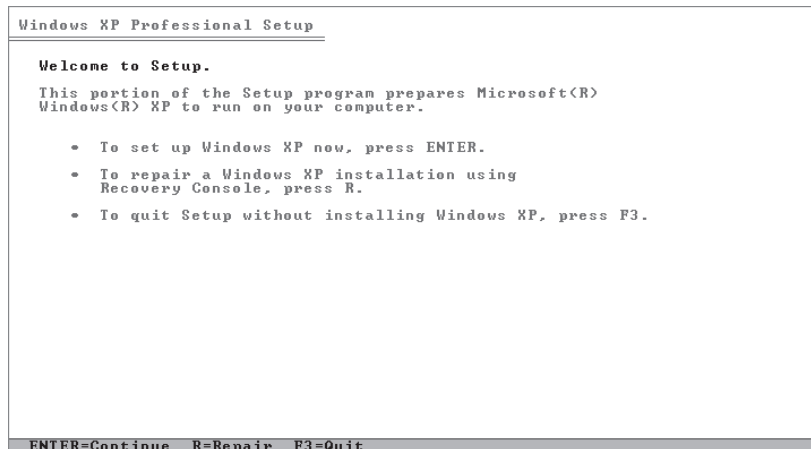 Windows XP Professional Setup
Welcome to Setup.
This portion of the Setup program prepares Microsoft(R)
Windows(R) XP to run on your computer.
• To set up Windows XP now, press ENTER.
• To repair a Windows XP installation using
Recovery Console, press R.
• To quit Setup without installing Windows XP, press F3.
ENTER=Continue R=Repair F3=Quit